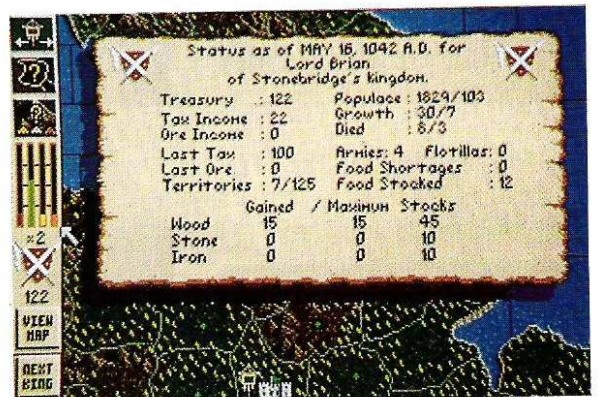 Status as of MAY 16, 1042 A.D. for
Lord Brian
of Stonebridge's kingdom.
Treasury .: 122 Populace : 1829/103
Tax Income : 22 Growth : 30/7
Ore Income : 0 Died : 8/3
Last Tax : 100 Armies: 4 Flotillas: 0
Last Ore. : 0 Food Shortages : 0
Territories : 7/125 Food Stocked : 12
Gained / Maximum Stocks
Wood 15 15 45
Stone 0 0 10
Iron 0 0 10
×2
122
VIEW
MAP
NEXT
KING